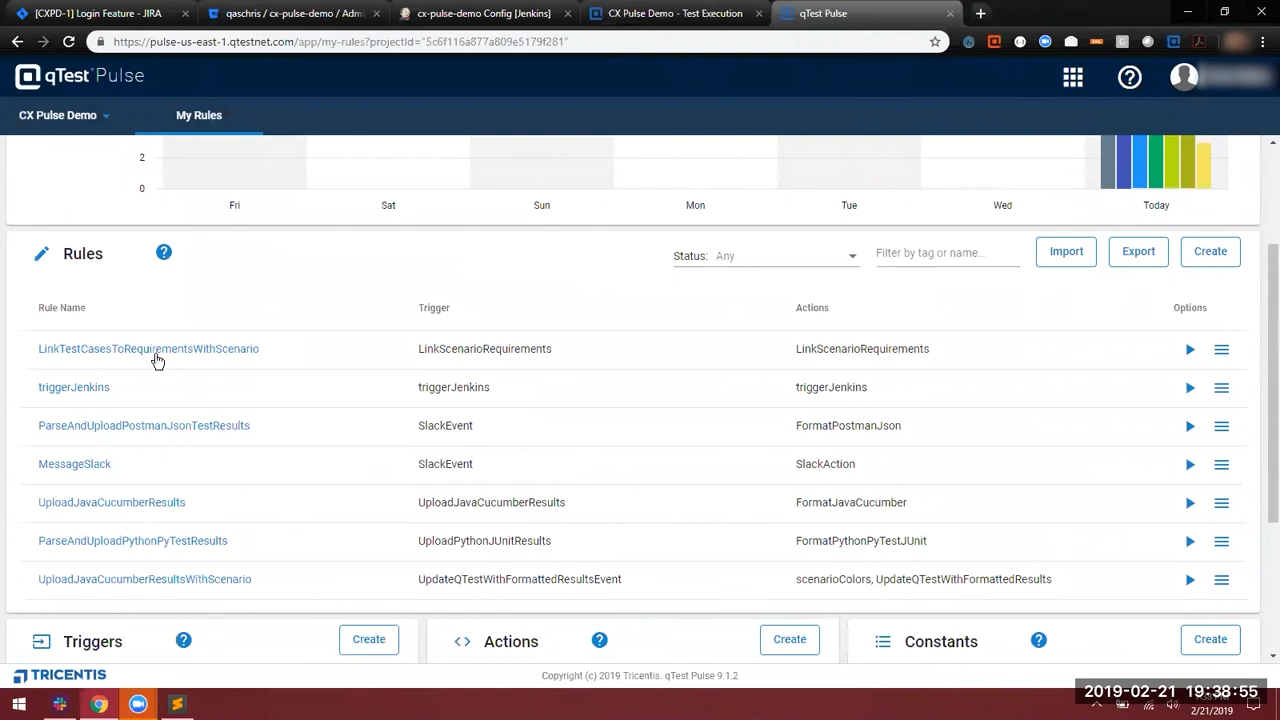 [CXPD-1] Login Feature - JIRA
qaschris / cx-pulse-demo / Adm
cx-pulse-demo Config [Jenkins]
CX Pulse Demo - Test Execution
qTest Pulse
https://pulse-us-east-1.qtestnet.com/app/my-rules?projectId="5c6f116a877a809e5179f281"
qTest Pulse
CX Pulse Demo
My Rules
2
0
Fri Sat Sun Mon Tue Wed Today
Rules
Status: Any
Filter by tag or name...
Import
Export
Create
Rule Name Trigger Actions Options
LinkTestCasesToRequirementsWithScenario LinkScenarioRequirements LinkScenarioRequirements
triggerJenkins triggerJenkins triggerJenkins
ParseAndUploadPostmanJsonTestResults SlackEvent FormatPostmanJson
MessageSlack SlackEvent SlackAction
UploadJavaCucumberResults UploadJavaCucumberResults FormatJavaCucumber
ParseAndUploadPythonPyTestResults UploadPythonJUnitResults FormatPythonPyTestJUnit
UploadJavaCucumberResultsWithScenario UpdateQTestWithFormattedResultsEvent scenarioColors, UpdateQTestWithFormattedResults
Triggers
Create
Actions
Create
Constants
Create
TRICENTIS
Copyright (c) 2019 Tricentis. qTest Pulse 9.1.2
2019-02-21 19:38:55
2/21/2019